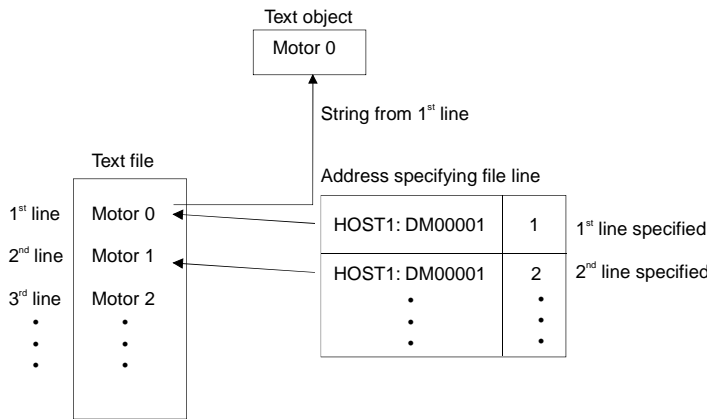 Text object
Motor 0
String from 1st line
Text file
Address specifying file line
1st line Motor 0
HOST1: DM00001 1 1st line specified
2nd line Motor 1
HOST1: DM00001 2 2nd line specified
3rd line Motor 2